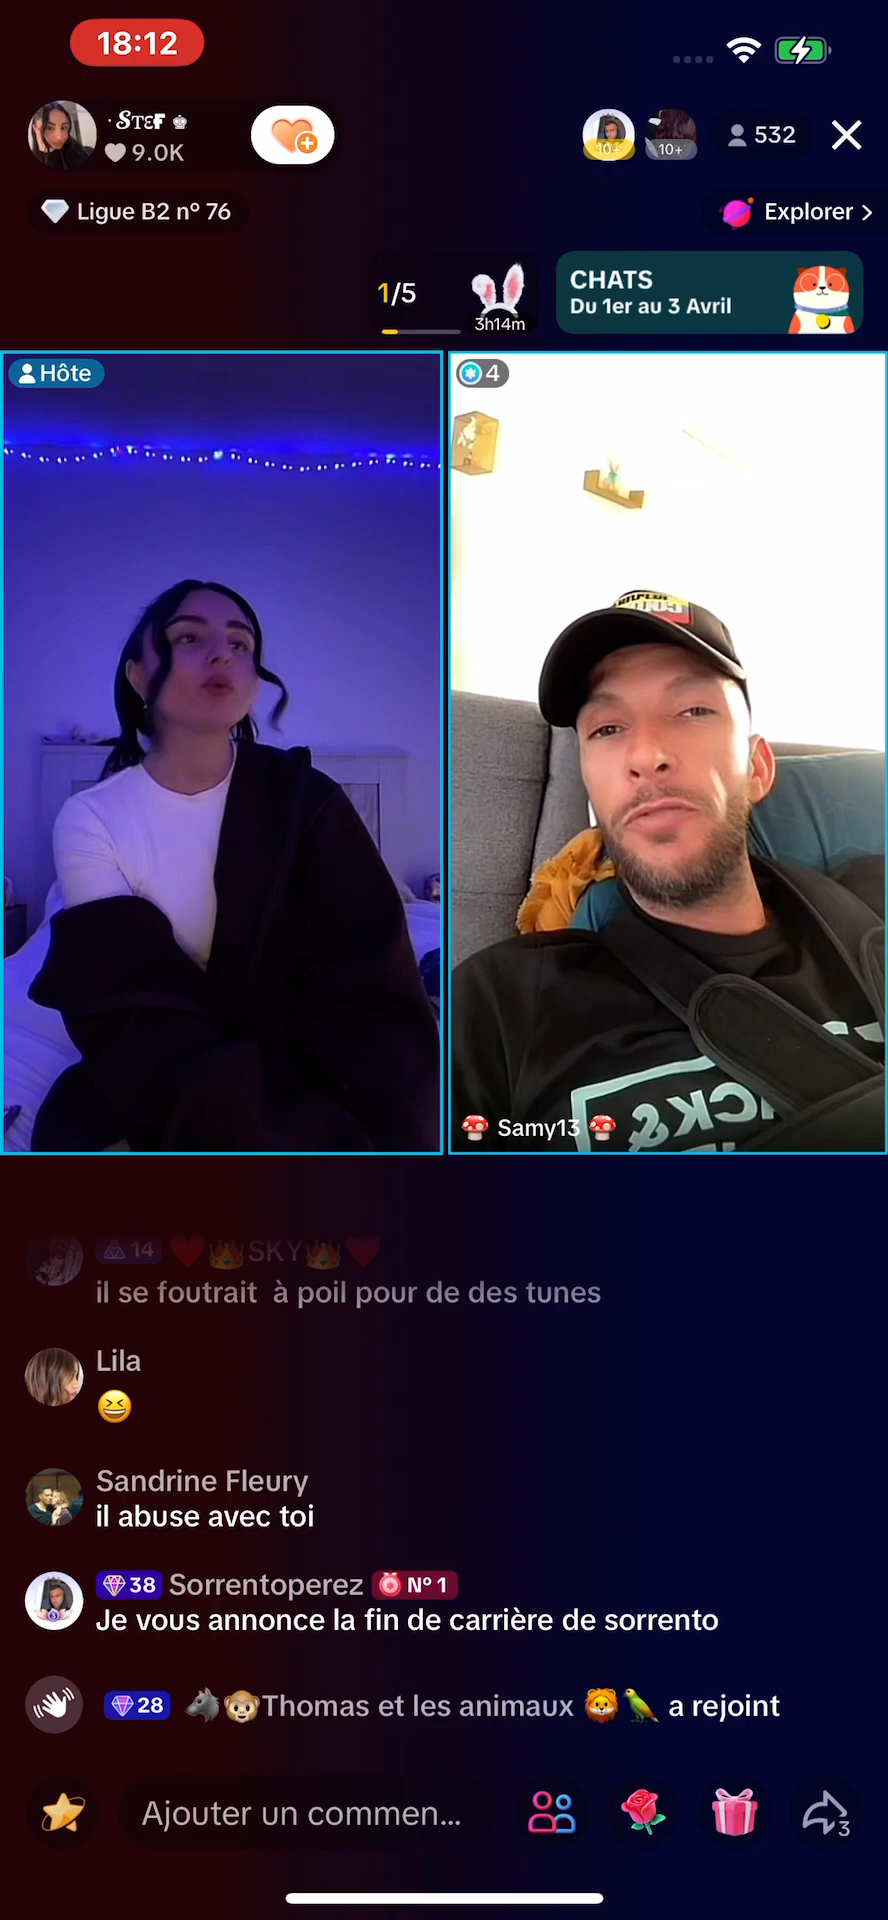 18:12
· STEF ♚
9.0K
10+
10+
532
Ligue B2 nº 76
Explorer >
1/5
3h14m
CHATS
Du 1er au 3 Avril
Hôte
4
🍄 Samy13 🍄
14 ❤️👑SKY👑❤️
il se foutrait à poil pour de des tunes
Lila
😆
Sandrine Fleury
il abuse avec toi
38 Sorrentoperez Nº 1
Je vous annonce la fin de carrière de sorrento
28 🐺🐵Thomas et les animaux 🦁🦜 a rejoint
Ajouter un commen...
3